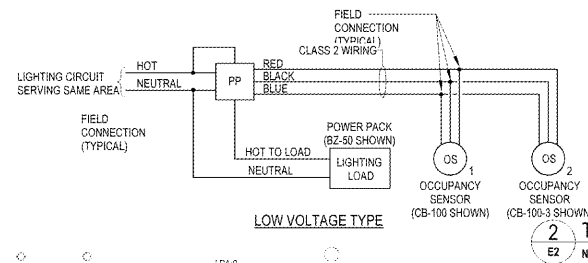 FIELD
CONNECTION
(TYPICAL)
CLASS 2 WIRING
HOT
RED
LIGHTING CIRCUIT
SERVING SAME AREA
NEUTRAL
PP
BLACK
BLUE
FIELD
CONNECTION
(TYPICAL)
POWER PACK
(BZ-50 SHOWN)
HOT TO LOAD
LIGHTING
LOAD
NEUTRAL
OS
1
OS
2
OCCUPANCY
SENSOR
(CB-100 SHOWN)
OCCUPANCY
SENSOR
(CB-100-3 SHOWN
LOW VOLTAGE TYPE
2
E2
T
N